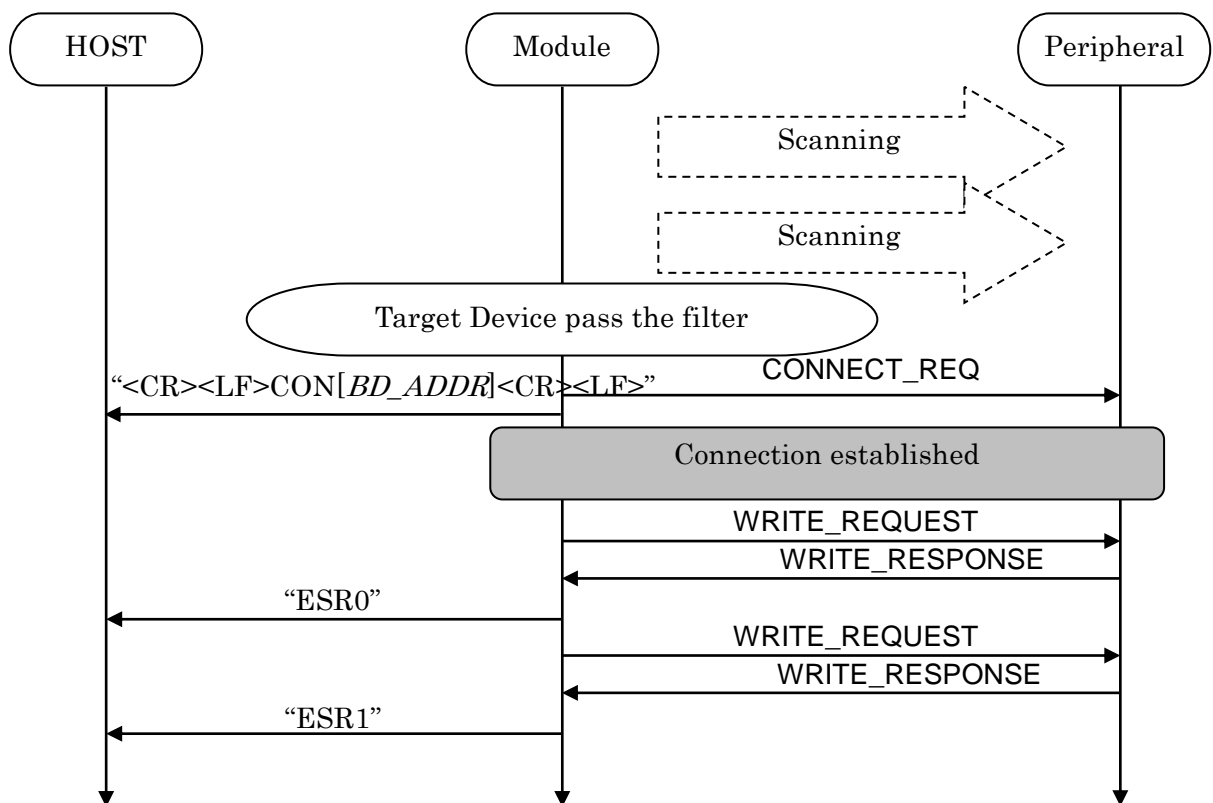 HOST
Module
Peripheral
Scanning
Scanning
Target Device pass the filter
CONNECT_REQ
“<CR><LF>CON[BD_ADDR]<CR><LF>”
Connection established
WRITE_REQUEST
WRITE_RESPONSE
“ESR0”
WRITE_REQUEST
WRITE_RESPONSE
“ESR1”